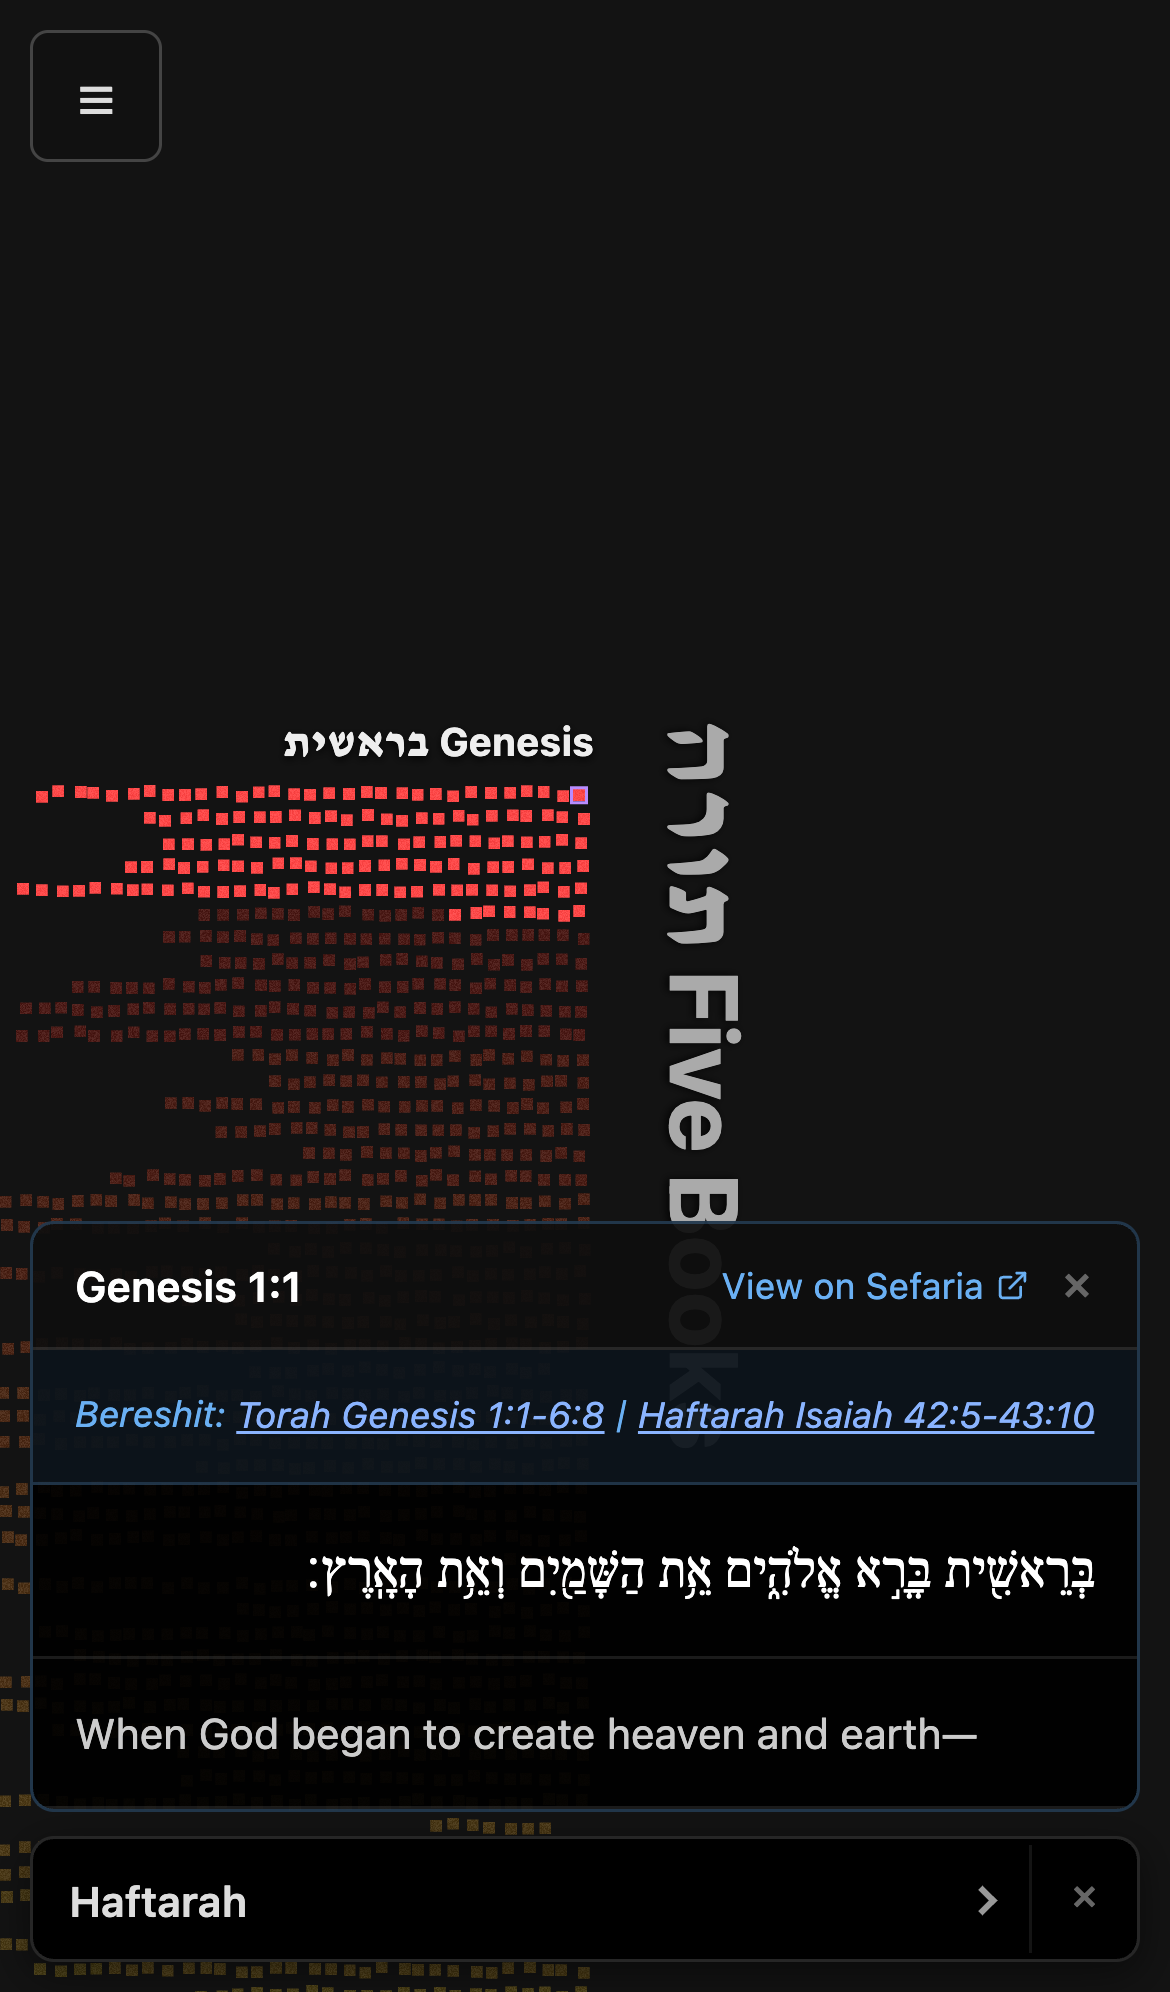 בראשית Genesis
תורה Five Books
Genesis 1:1
View on Sefaria
Bereshit: Torah Genesis 1:1-6:8 | Haftarah Isaiah 42:5-43:10
בְּרֵאשִׁ֖ית בָּרָ֣א אֱלֹהִ֑ים אֵ֥ת הַשָּׁמַ֖יִם וְאֵ֥ת הָאָֽרֶץ׃
When God began to create heaven and earth—
Haftarah